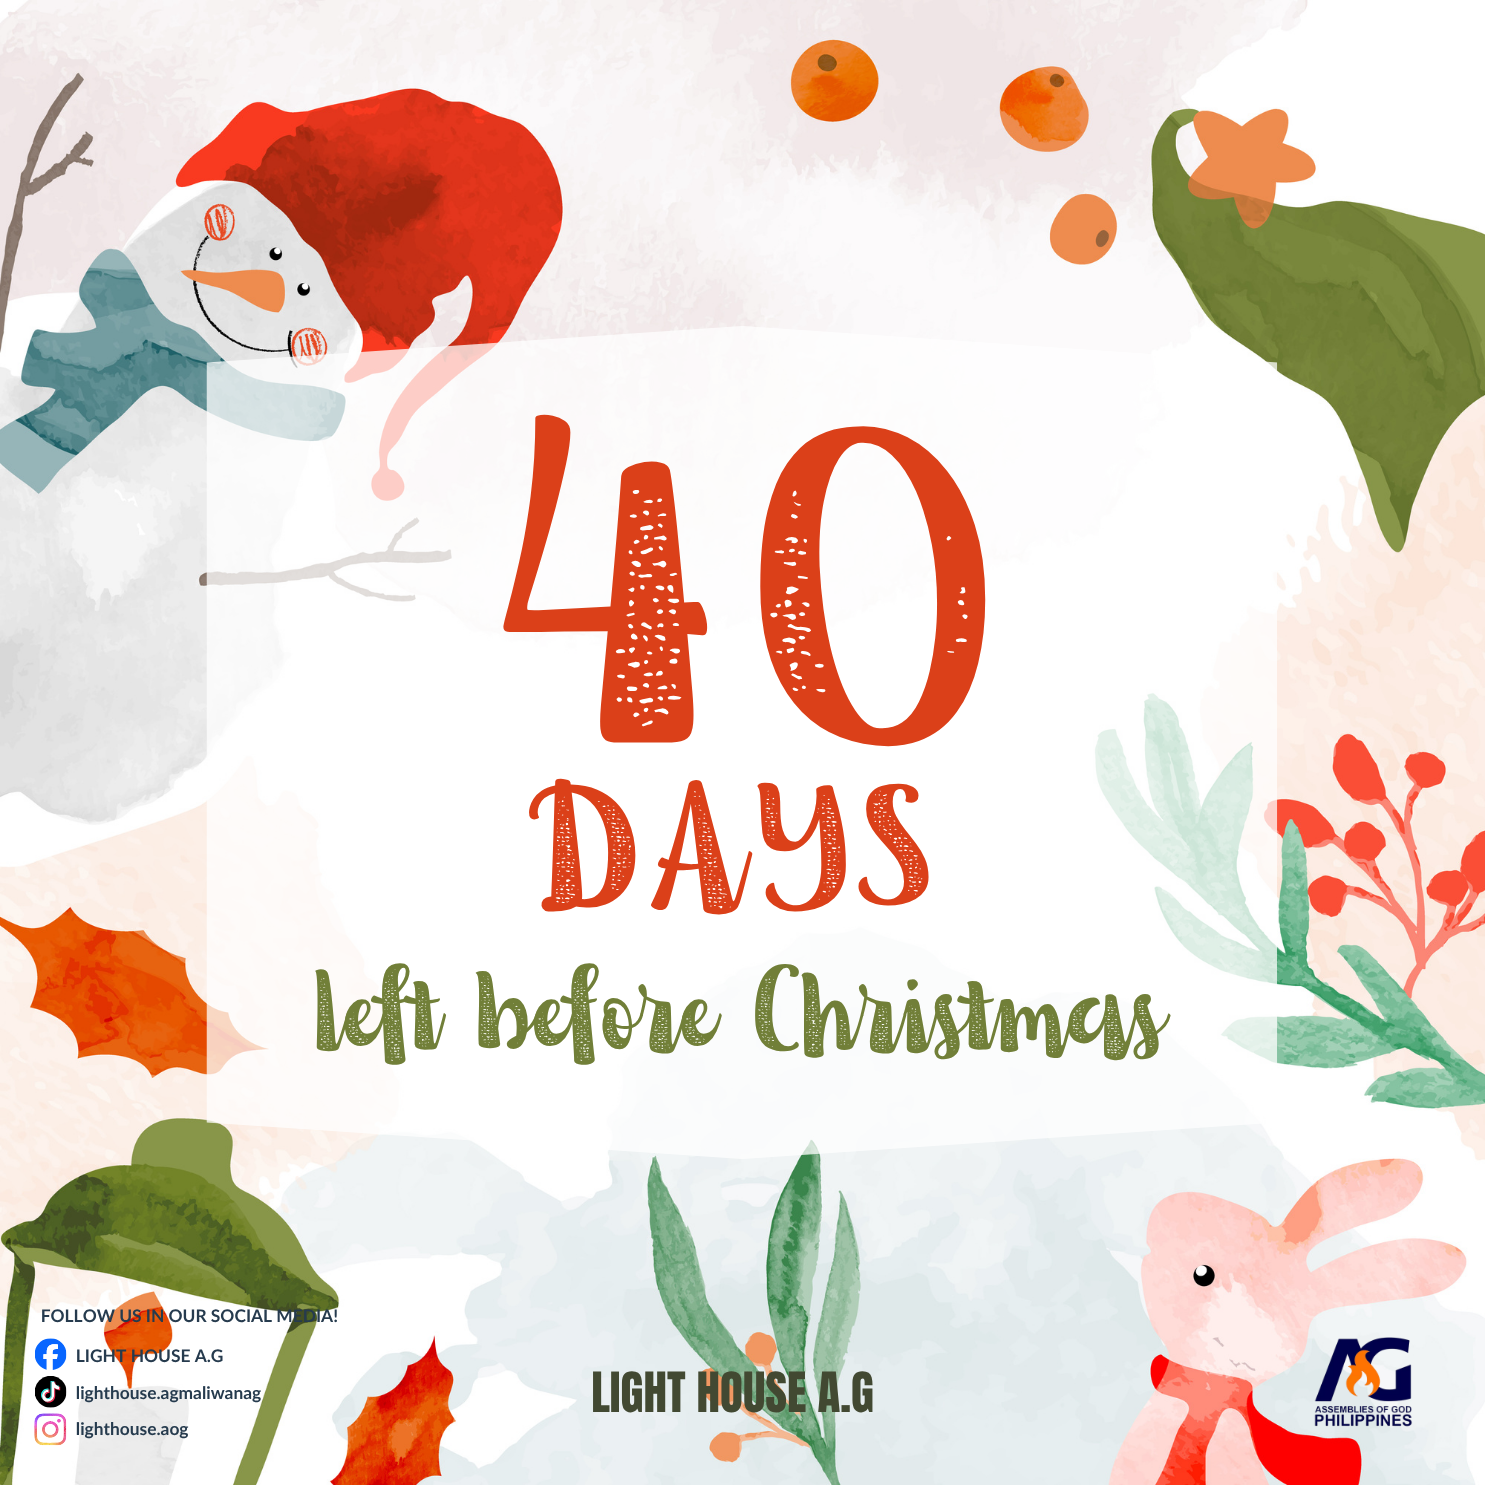 40
DAYS
left before Christmas
FOLLOW US IN OUR SOCIAL MEDIA!
LIGHT HOUSE A.G
lighthouse.agmaliwanag
lighthouse.aog
LIGHT HOUSE A.G
AG
ASSEMBLIES OF GOD
PHILIPPINES